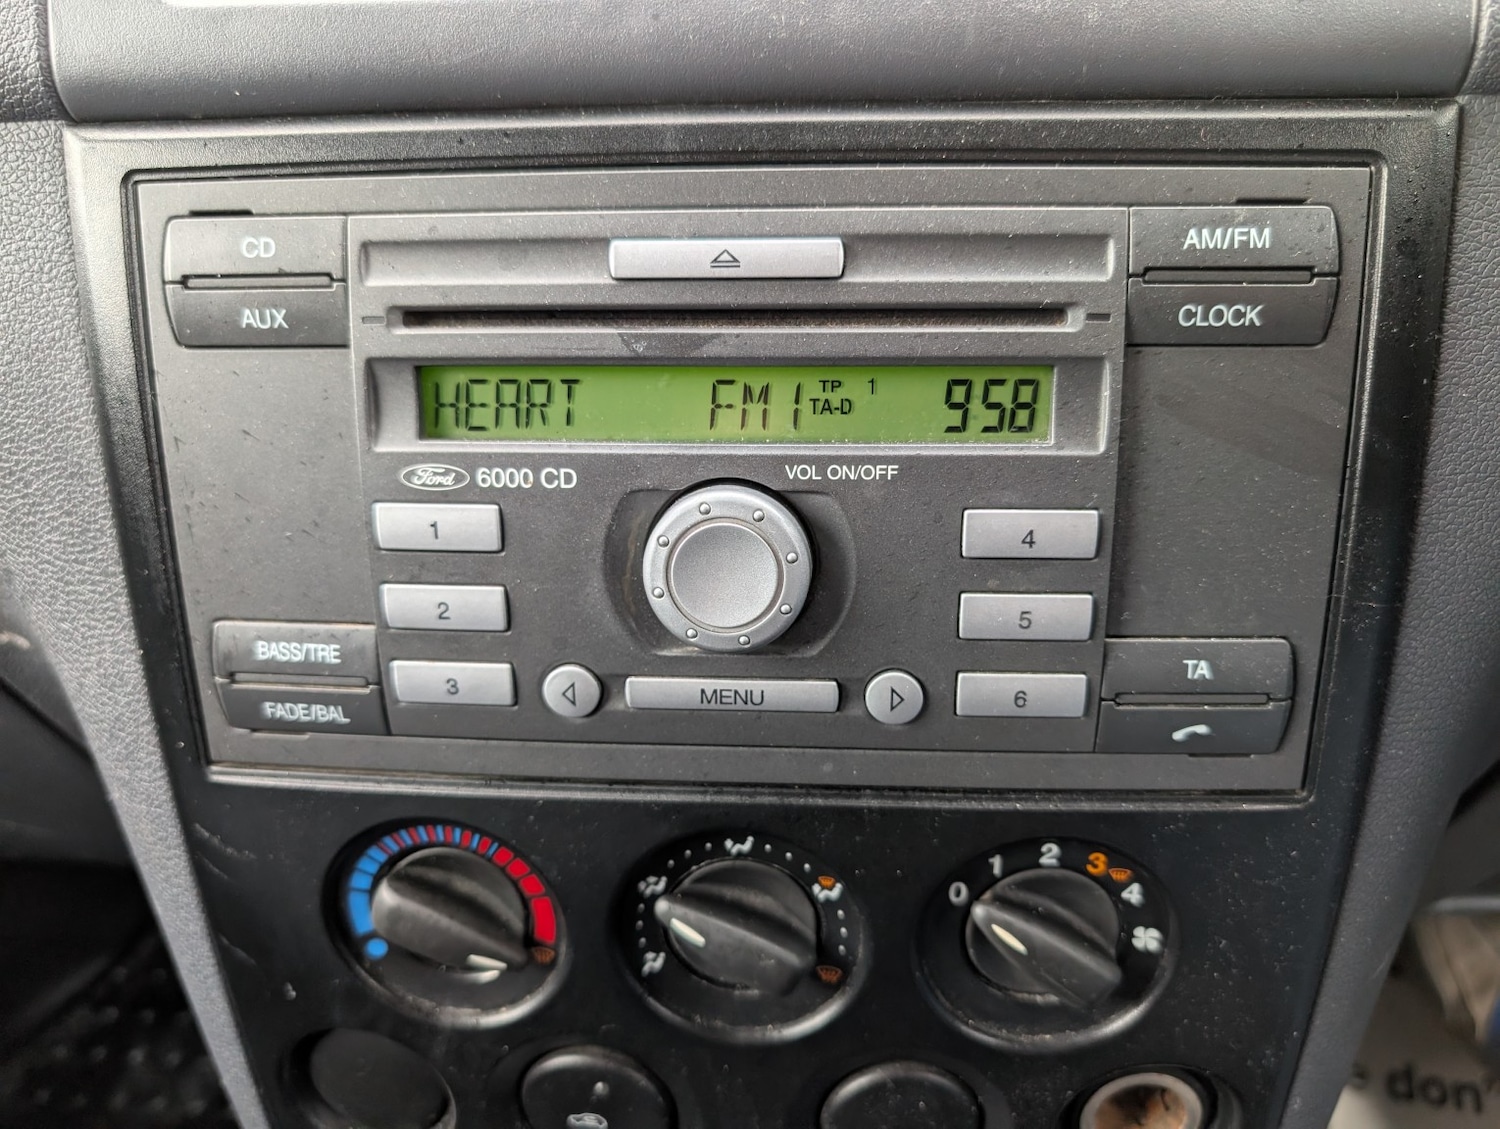 CD
AM/FM
AUX
CLOCK
HEART FM1 TP TA-D 1 958
Ford 6000 CD
VOL ON/OFF
1
4
2
5
BASS/TRE
TA
3
MENU
6
FADE/BAL
0 1 2 3 4
don'